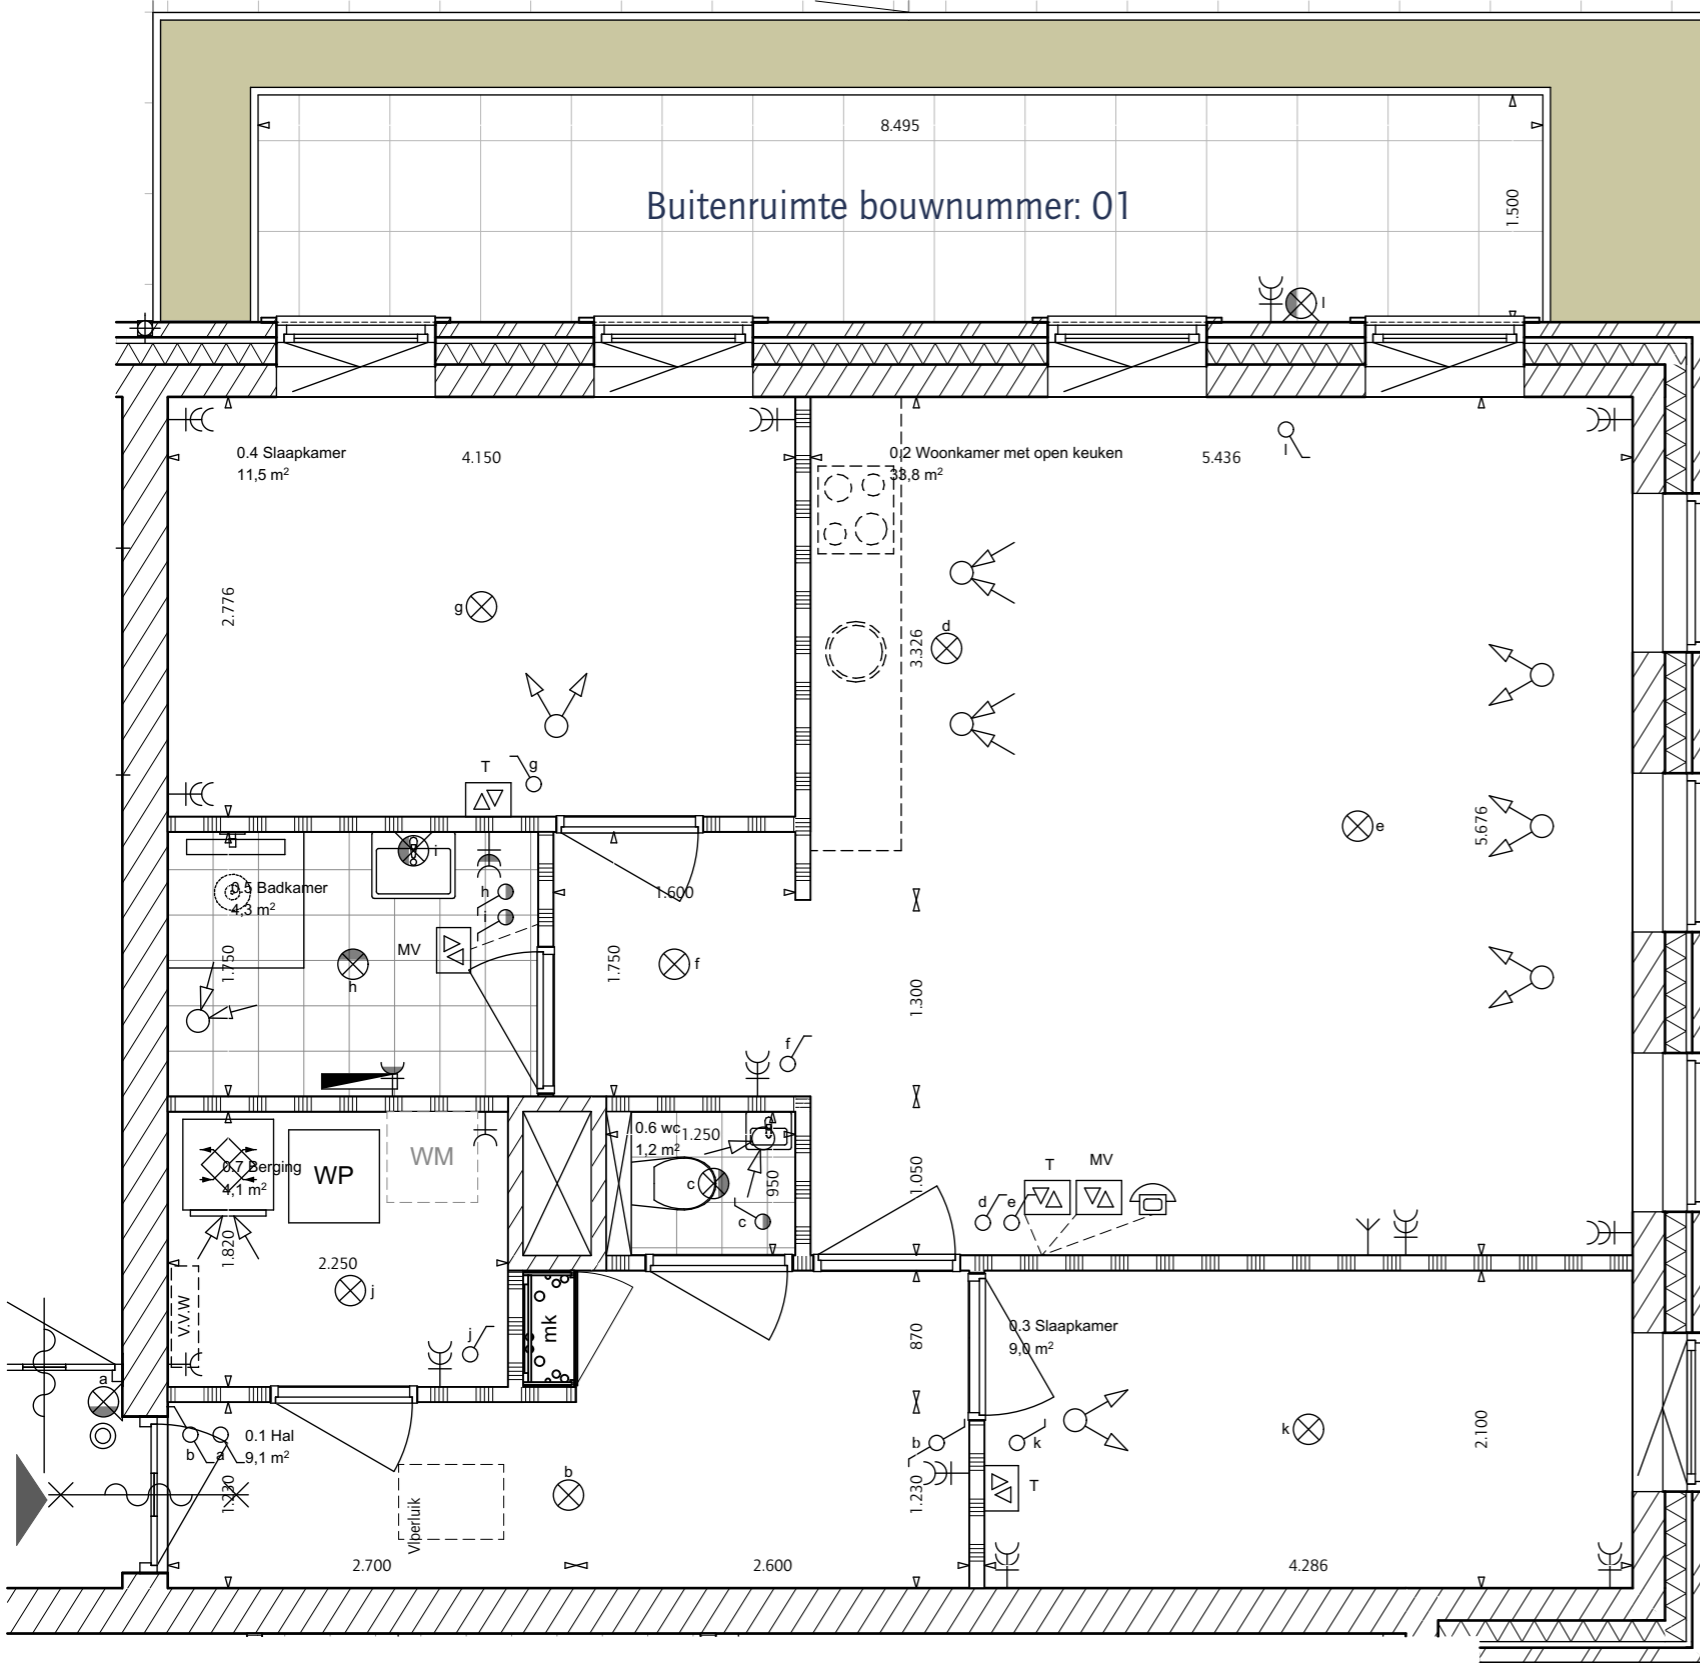 8.495
Buitenruimte bouwnummer: 01
1.500
l
0.4 Slaapkamer
11,5 m²
4.150
0.2 Woonkamer met open keuken
33,8 m²
5.436
l
2.776
g
d
3.326
T
g
e
5.676
i
0.5 Badkamer
4,3 m²
h
i
1.600
MV
1.750
h
1.750
f
1.300
f
0.6 wc
1,2 m²
1.250
WM
WP
0.7 Berging
4,1 m²
c
950
c
1.050
T
MV
d
e
1.820
2.250
j
V.V.W
j
mk
870
0.3 Slaapkamer
9,0 m²
a
b
a
0.1 Hal
9,1 m²
b
k
k
2.100
b
1.230
Vloerluik
1.230
T
2.700
2.600
4.286